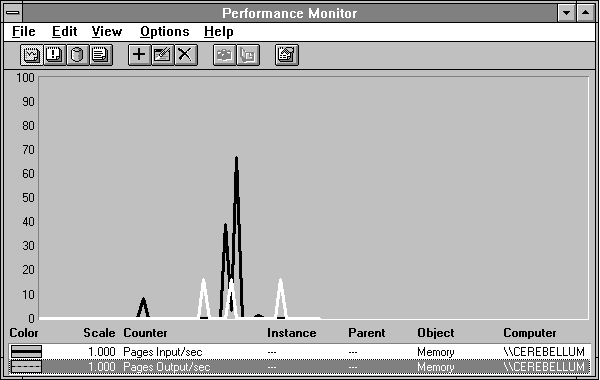 Performance Monitor
File Edit View Options Help
100
90
80
70
60
50
40
30
20
10
0
Color Scale Counter Instance Parent Object Computer
1.000 Pages Input/sec --- --- Memory \\CEREBELLUM
1.000 Pages Output/sec --- --- Memory \\CEREBELLUM